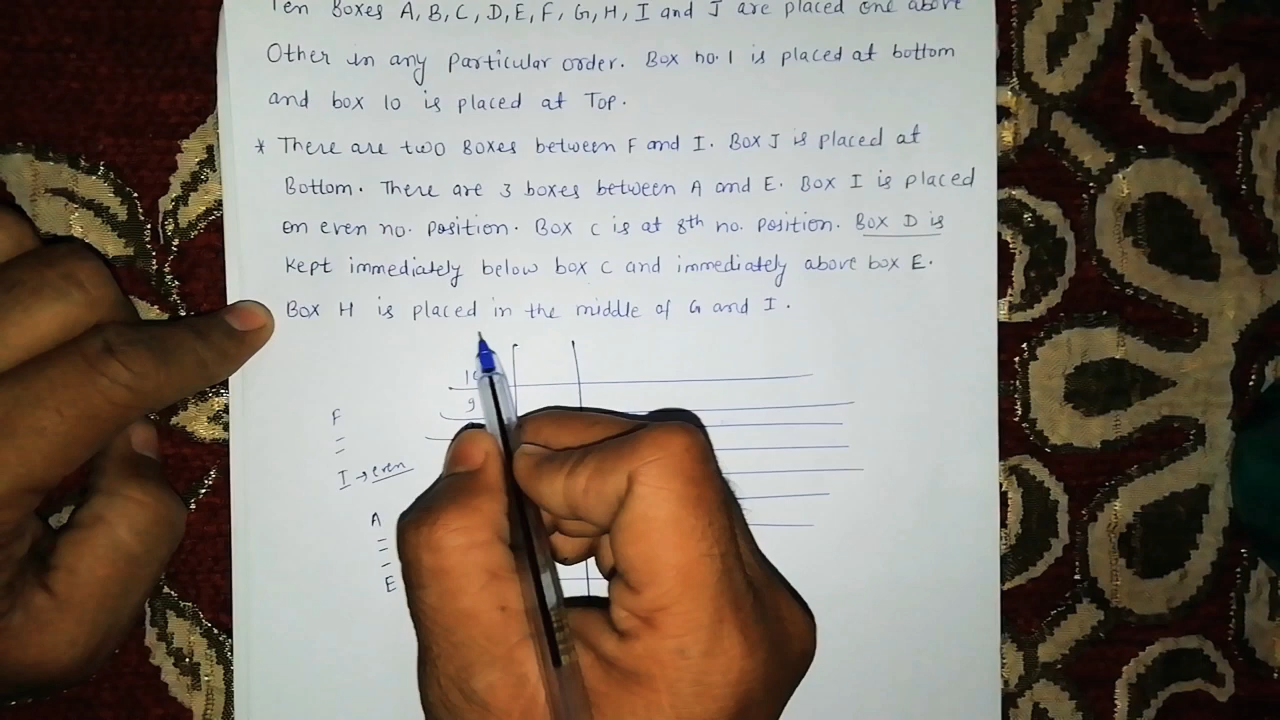 Ten Boxes A, B, C, D, E, F, G, H, I and J are placed one above
Other in any particular order. Box no. 1 is placed at bottom
and box 10 is placed at Top.
* There are two Boxes between F and I. Box J is placed at
Bottom. There are 3 boxes between A and E. Box I is placed
on even no. position. Box C is at 8th no. position. Box D is
kept immediately below box C and immediately above box E.
Box H is placed in the middle of G and I.
9
F
I → even
A
E